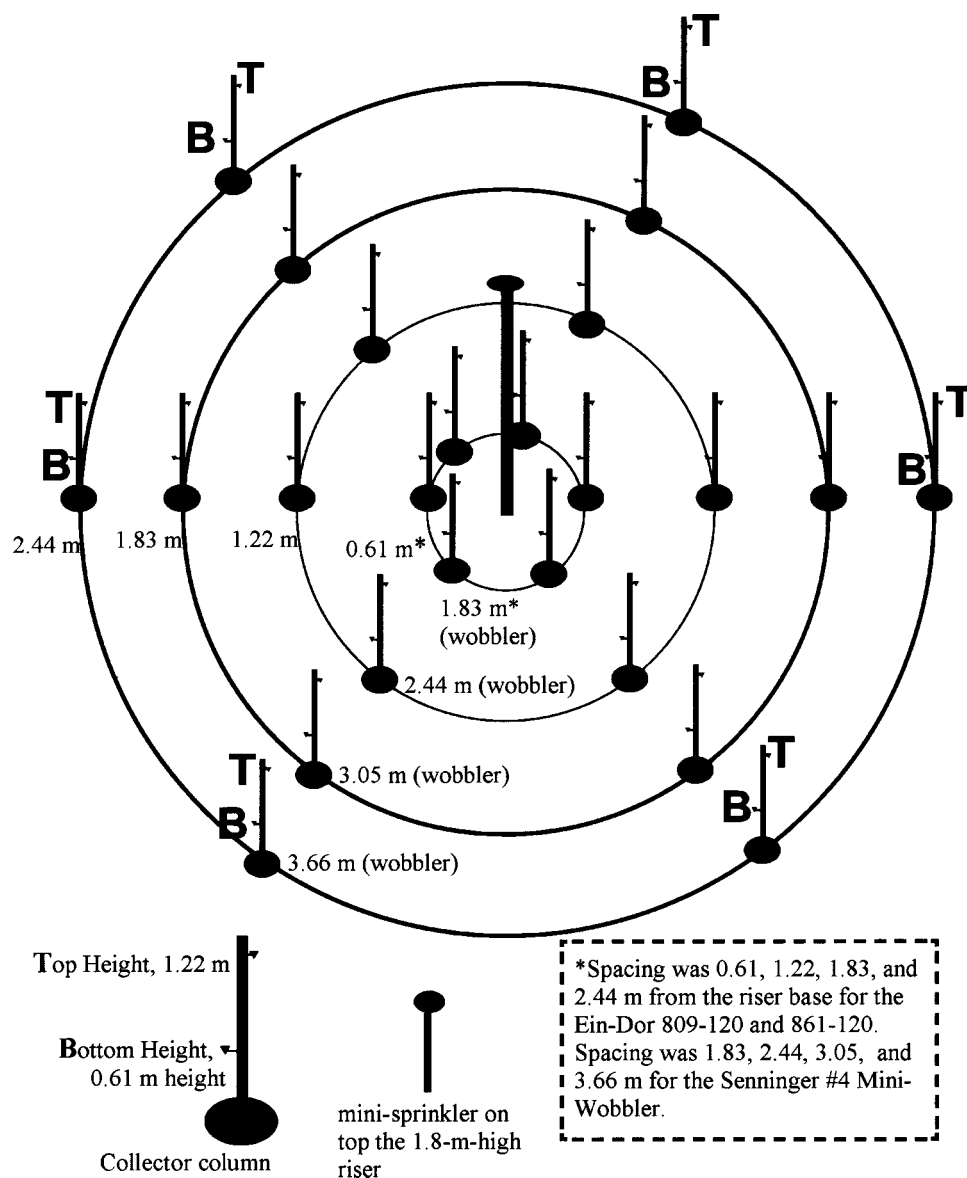 T
T
B
B
T
T
B
B
2.44 m
1.83 m
1.22 m
0.61 m*
1.83 m*
(wobbler)
2.44 m (wobbler)
3.05 m (wobbler)
T
T
B
B
3.66 m (wobbler)
Top Height, 1.22 m
Bottom Height,
0.61 m height
Collector column
mini-sprinkler on
top the 1.8-m-high
riser
*Spacing was 0.61, 1.22, 1.83, and
2.44 m from the riser base for the
Ein-Dor 809-120 and 861-120.
Spacing was 1.83, 2.44, 3.05, and
3.66 m for the Senninger #4 Mini-
Wobbler.